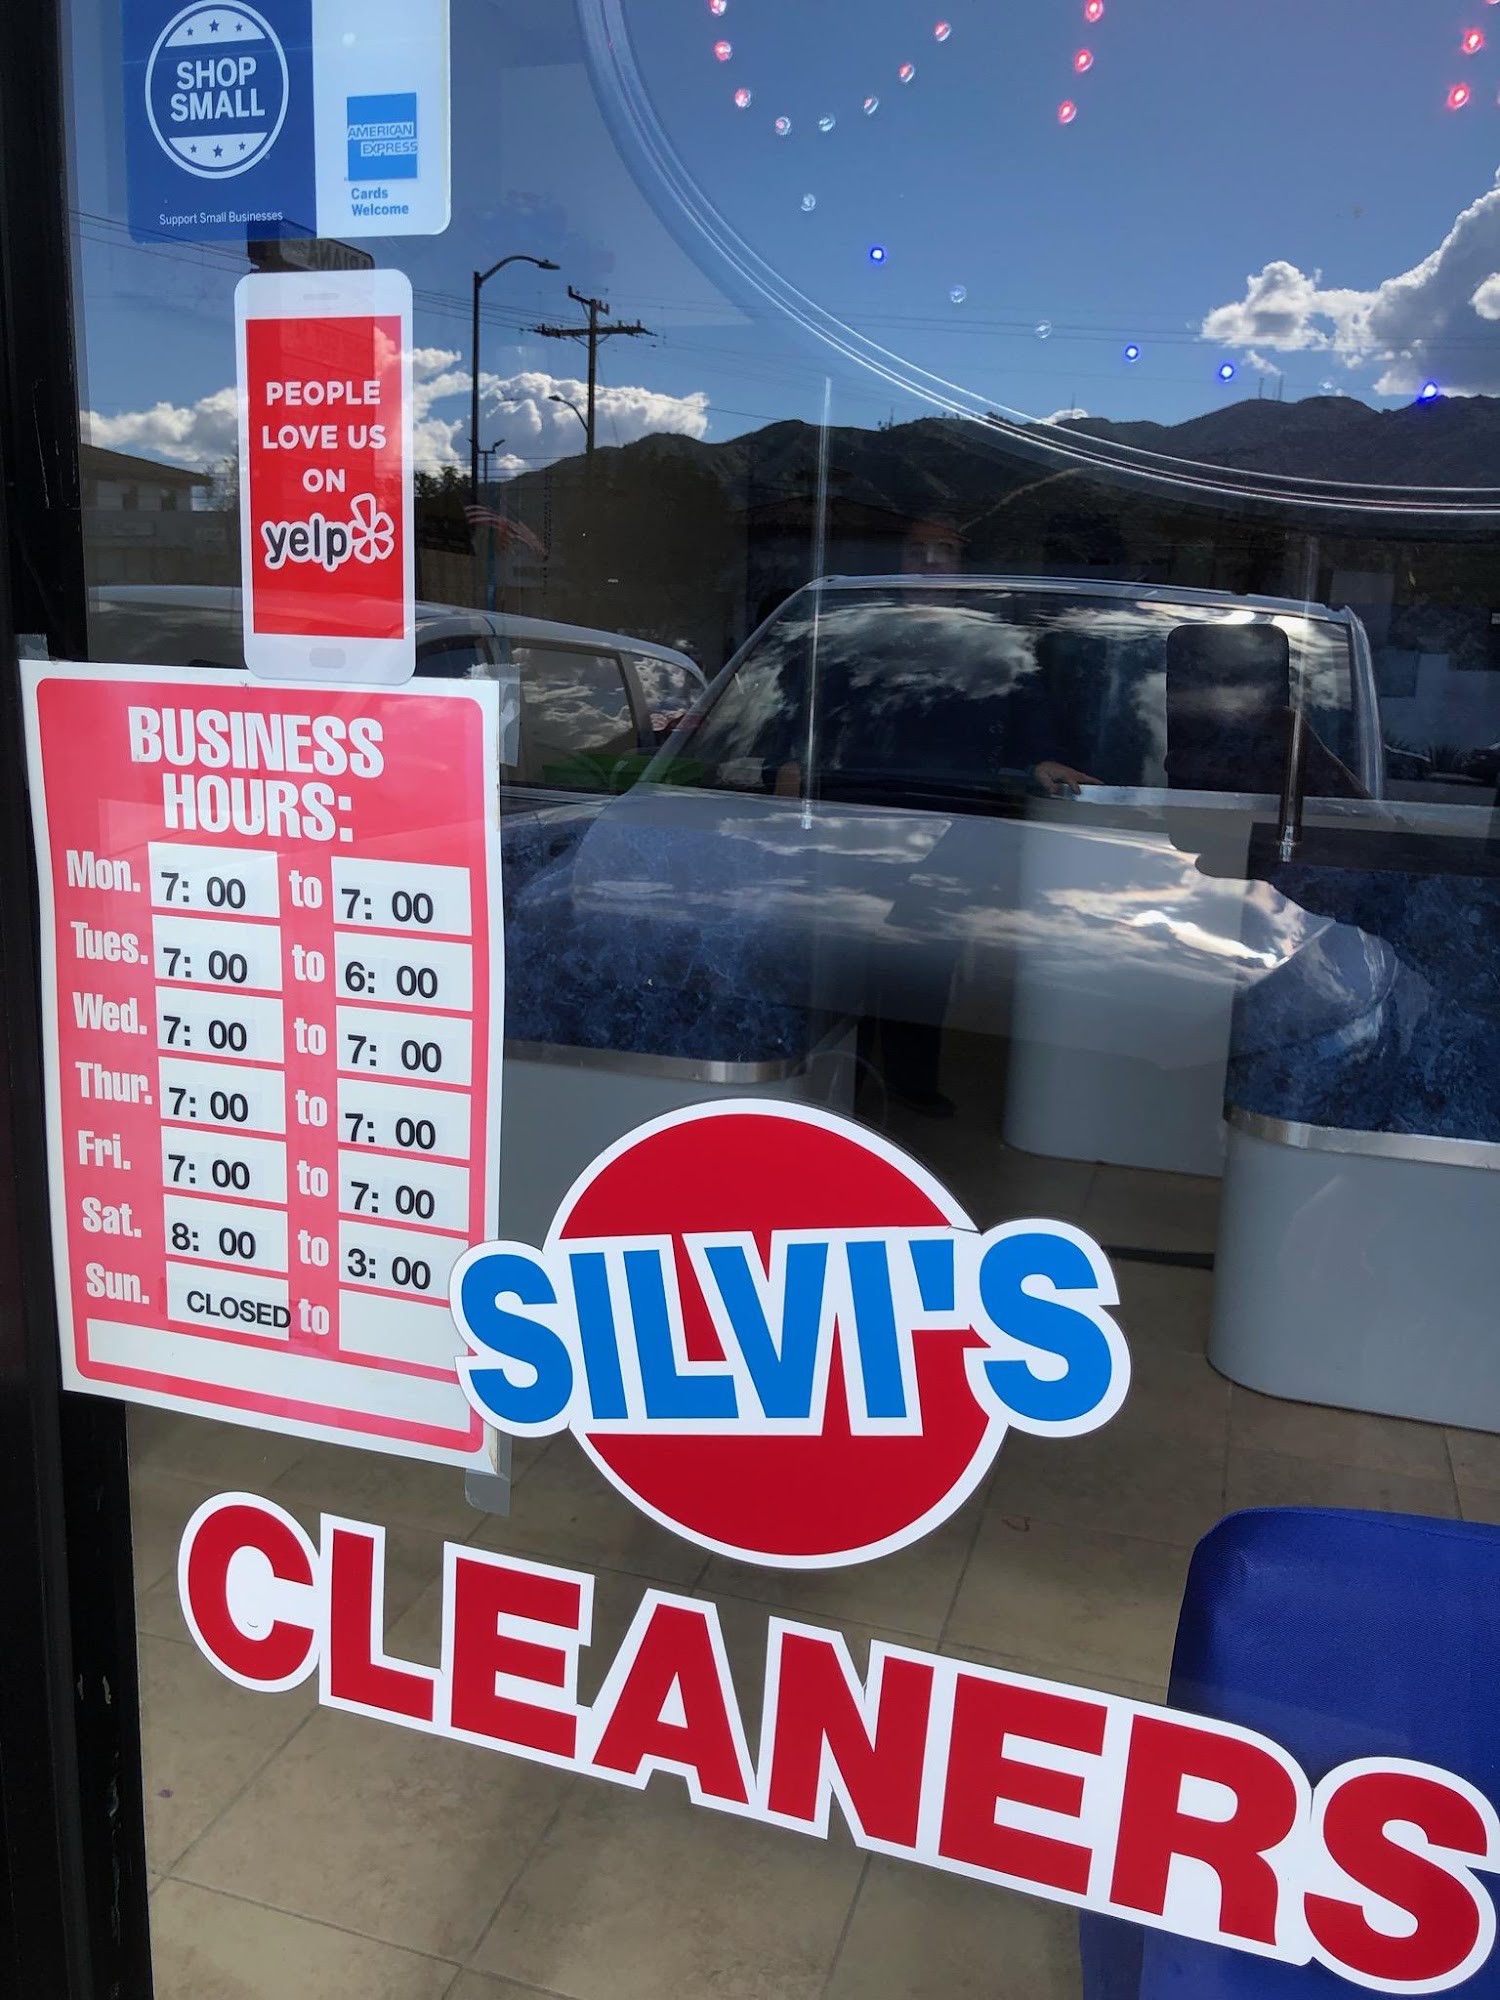 SHOP
SMALL
Support Small Businesses
AMERICAN
EXPRESS
Cards
Welcome
PEOPLE
LOVE US
ON
yelp
BUSINESS
HOURS:
Mon. 7: 00 to 7: 00
Tues. 7: 00 to 6: 00
Wed. 7: 00 to 7: 00
Thur. 7: 00 to 7: 00
Fri. 7: 00 to 7: 00
Sat. 8: 00 to 3: 00
Sun. CLOSED to
SILVI'S
CLEANERS